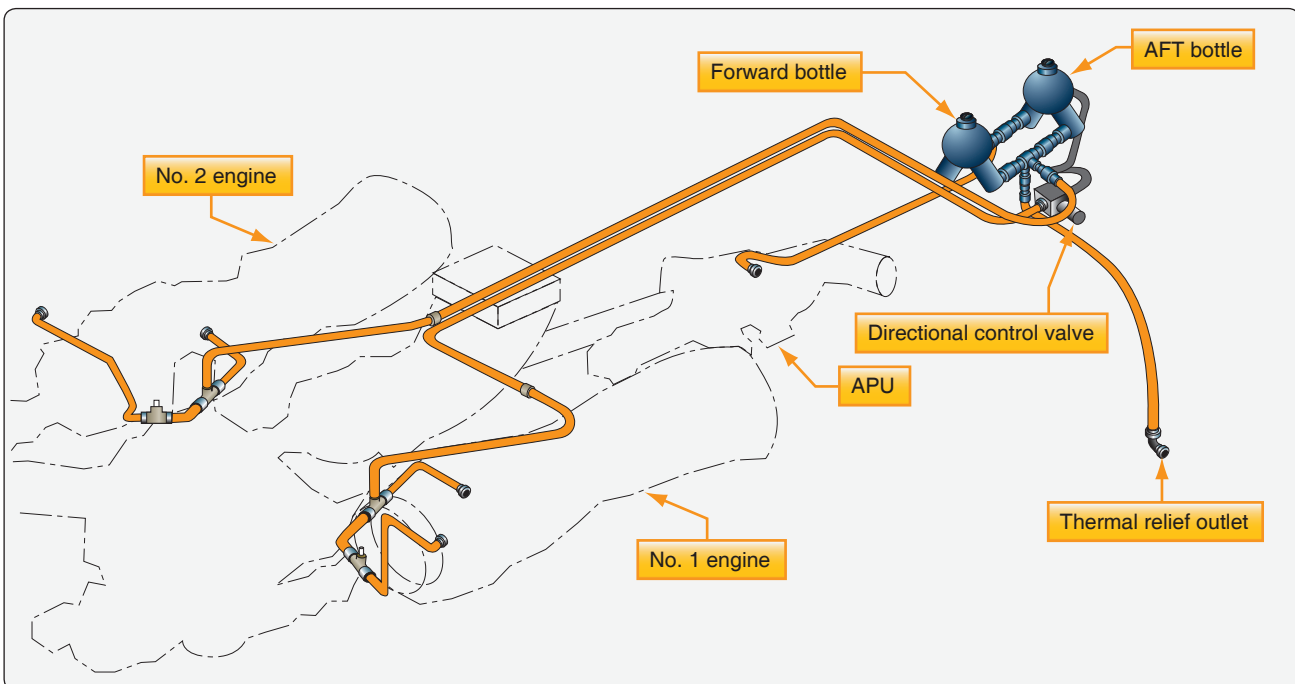 AFT bottle
Forward bottle
No. 2 engine
Directional control valve
APU
Thermal relief outlet
No. 1 engine